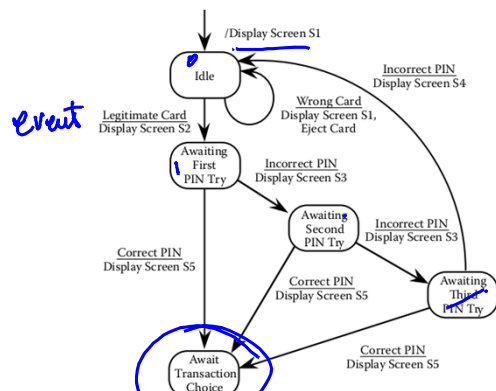 /Display Screen S1
Idle
Incorrect PIN
Display Screen S4
Wrong Card
Display Screen S1,
Eject Card
event
Legitimate Card
Display Screen S2
Awaiting
First
PIN Try
1
Incorrect PIN
Display Screen S3
Awaiting
Second
PIN Try
Incorrect PIN
Display Screen S3
Correct PIN
Display Screen S5
Correct PIN
Display Screen S5
Awaiting
Third
PIN Try
Await
Transaction
Choice
Correct PIN
Display Screen S5